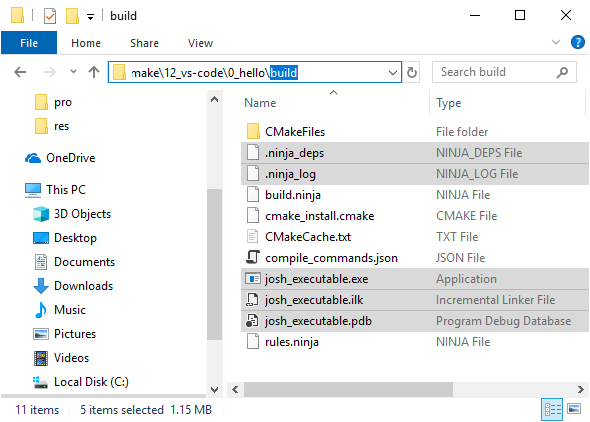 build
File Home Share View
make\12_vs-code\0_hello\build
Search build
pro
res
OneDrive
This PC
3D Objects
Desktop
Documents
Downloads
Music
Pictures
Videos
Local Disk (C:)
Name Type
CMakeFiles File folder
.ninja_deps NINJA_DEPS File
.ninja_log NINJA_LOG File
build.ninja NINJA File
cmake_install.cmake CMAKE File
CMakeCache.txt TXT File
compile_commands.json JSON File
josh_executable.exe Application
josh_executable.ilk Incremental Linker File
josh_executable.pdb Program Debug Database
rules.ninja NINJA File
11 items 5 items selected 1.15 MB